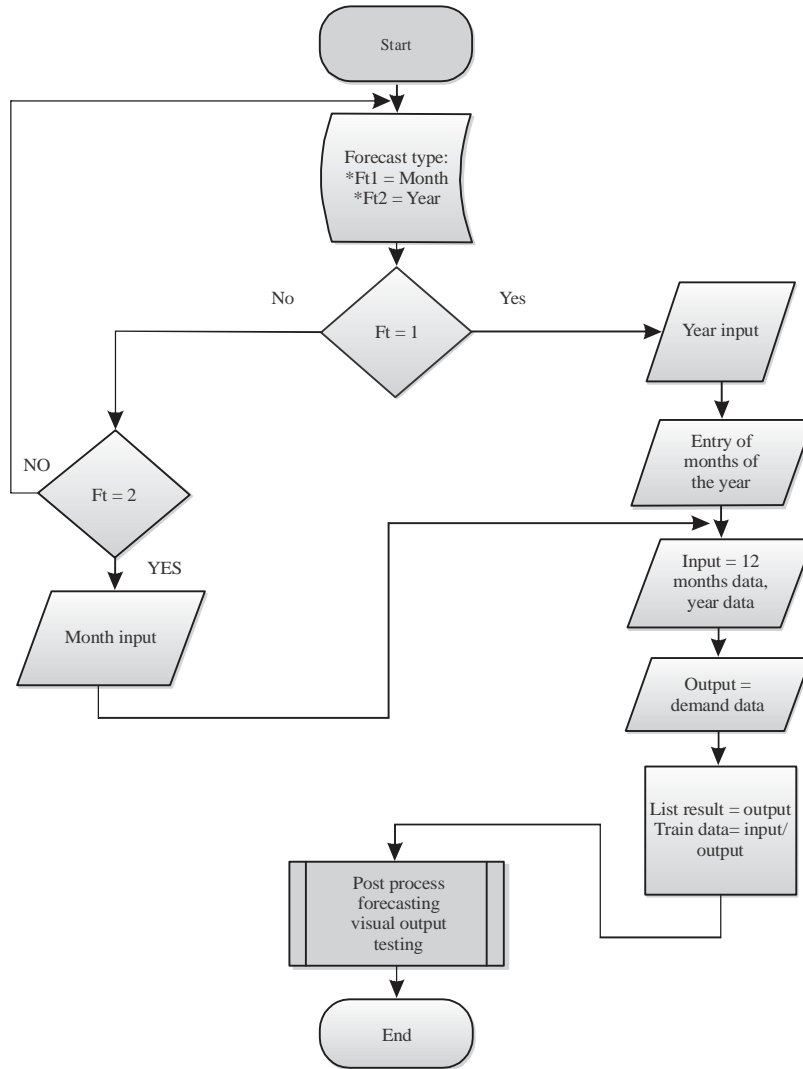 Start
Forecast type:
*Ft1 = Month
*Ft2 = Year
No
Yes
Ft = 1
Year input
Entry of
months of
the year
NO
Ft = 2
YES
Input = 12
months data,
year data
Month input
Output =
demand data
List result = output
Train data= input/
output
Post process
forecasting
visual output
testing
End